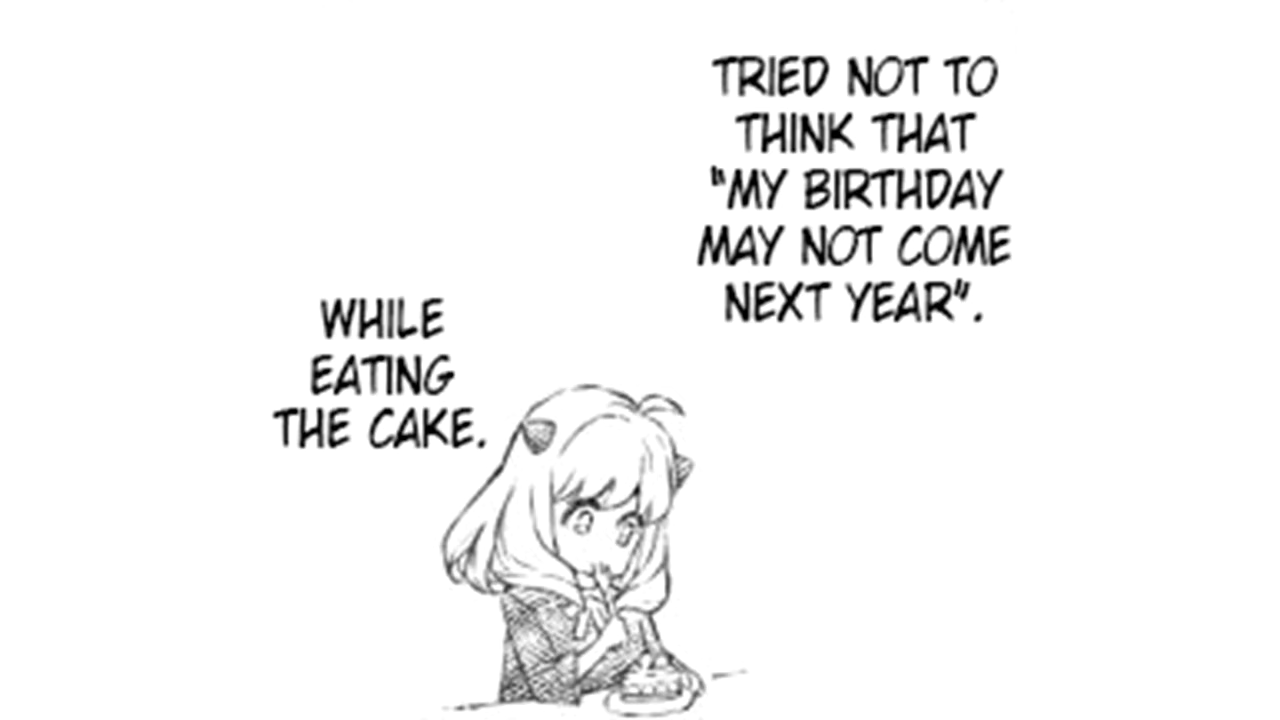 TRIED NOT TO
THINK THAT
"MY BIRTHDAY
MAY NOT COME
NEXT YEAR".
WHILE
EATING
THE CAKE.